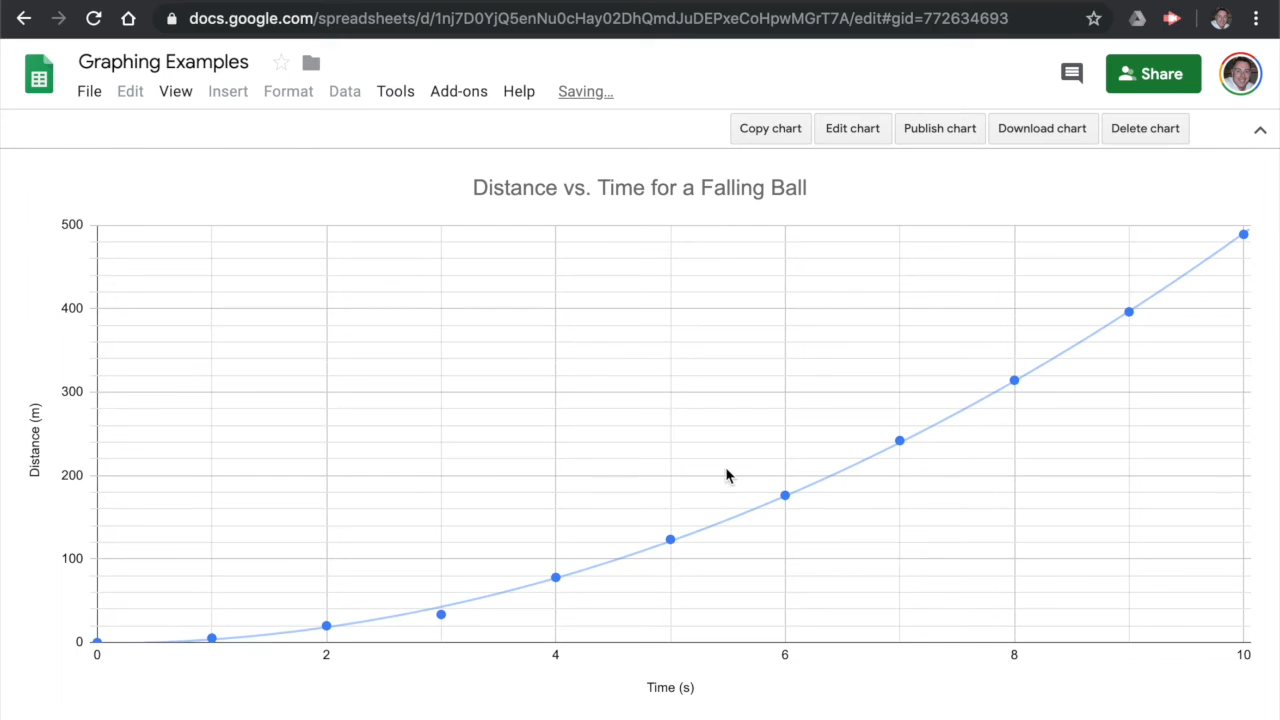 docs.google.com/spreadsheets/d/1nj7D0YjQ5enNu0cHay02DhQmdJuDEPxeCoHpwMGrT7A/edit#gid=772634693
Graphing Examples
File Edit View Insert Format Data Tools Add-ons Help Saving...
Share
Copy chart Edit chart Publish chart Download chart Delete chart
Distance vs. Time for a Falling Ball
500
400
300
200
100
0
Distance (m)
0 2 4 6 8 10
Time (s)